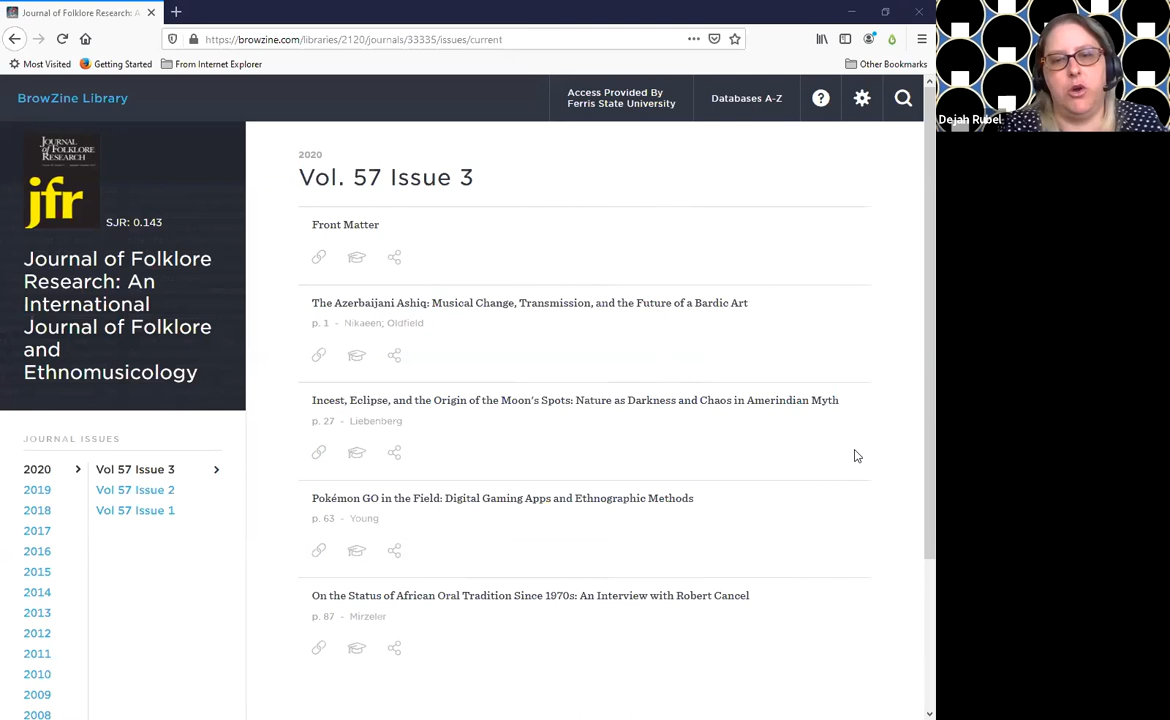 Journal of Folklore Research: A
https://browzine.com/libraries/2120/journals/33335/issues/current
Most Visited
Getting Started
From Internet Explorer
Other Bookmarks
BrowZine Library
Access Provided By
Ferris State University
Databases A-Z
Dejah Rubel
JOURNAL
of FOLKLORE
RESEARCH
jfr
SJR: 0.143
Journal of Folklore
Research: An
International
Journal of Folklore
and
Ethnomusicology
JOURNAL ISSUES
2020
Vol 57 Issue 3
2019
Vol 57 Issue 2
2018
Vol 57 Issue 1
2017
2016
2015
2014
2013
2012
2011
2010
2009
2008
2020
Vol. 57 Issue 3
Front Matter
The Azerbaijani Ashiq: Musical Change, Transmission, and the Future of a Bardic Art
p. 1 - Nikaeen; Oldfield
Incest, Eclipse, and the Origin of the Moon's Spots: Nature as Darkness and Chaos in Amerindian Myth
p. 27 - Liebenberg
Pokémon GO in the Field: Digital Gaming Apps and Ethnographic Methods
p. 63 - Young
On the Status of African Oral Tradition Since 1970s: An Interview with Robert Cancel
p. 87 - Mirzeler